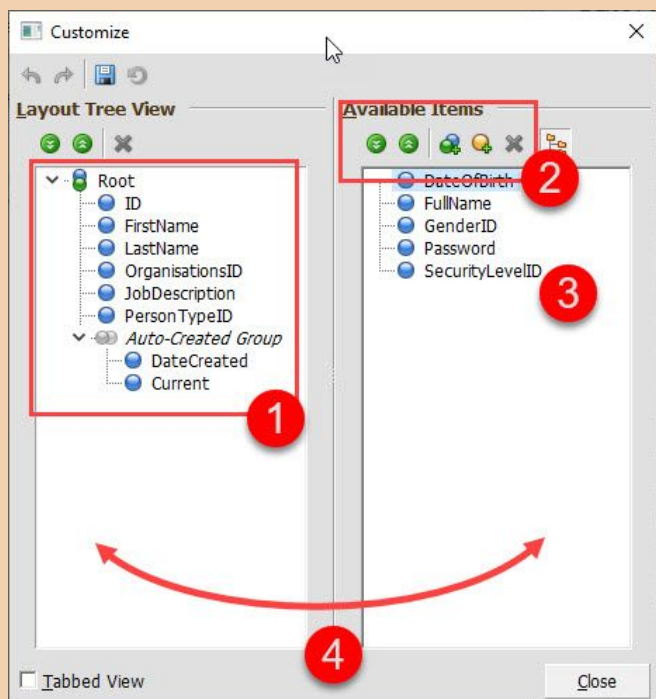 Customize
Layout Tree View
Available Items
Root
ID
FirstName
LastName
OrganisationsID
JobDescription
PersonTypeID
Auto-Created Group
DateCreated
Current
1
DateOfBirth
FullName
GenderID
Password
SecurityLevelID
2
3
4
Tabbed View
Close